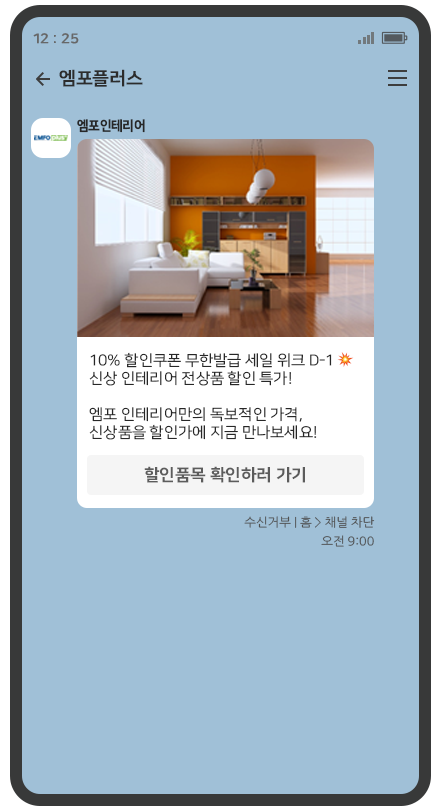 12 : 25
엠포플러스
엠포인테리어
EMFO plus
10% 할인쿠폰 무한발급 세일 위크 D-1 💥
신상 인테리어 전상품 할인 특가!
엠포 인테리어만의 독보적인 가격,
신상품을 할인가에 지금 만나보세요!
할인품목 확인하러 가기
수신거부 | 홈 > 채널 차단
오전 9:00